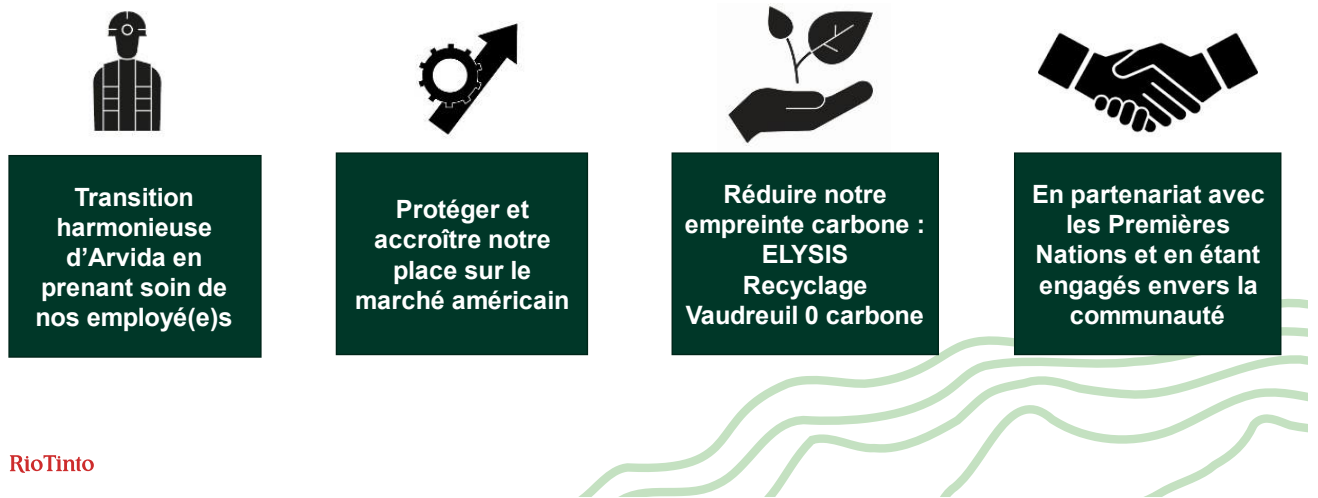 Transition
harmonieuse
d’Arvida en
prenant soin de
nos employé(e)s
Protéger et
accroître notre
place sur le
marché américain
Réduire notre
empreinte carbone :
ELYSIS
Recyclage
Vaudreuil 0 carbone
En partenariat avec
les Premières
Nations et en étant
engagés envers la
communauté
RioTinto